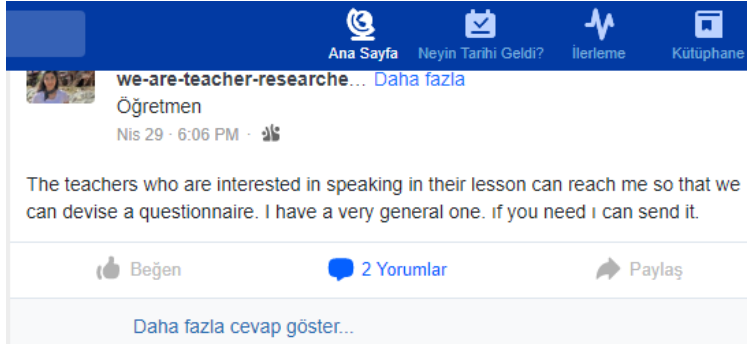 Ana Sayfa Neyin Tarihi Geldi? İlerleme Kütüphane
we-are-teacher-researche... Daha fazla
Öğretmen
Nis 29 · 6:06 PM ·
The teachers who are interested in speaking in their lesson can reach me so that we
can devise a questionnaire. I have a very general one. ıf you need ı can send it.
Beğen 2 Yorumlar Paylaş
Daha fazla cevap göster...